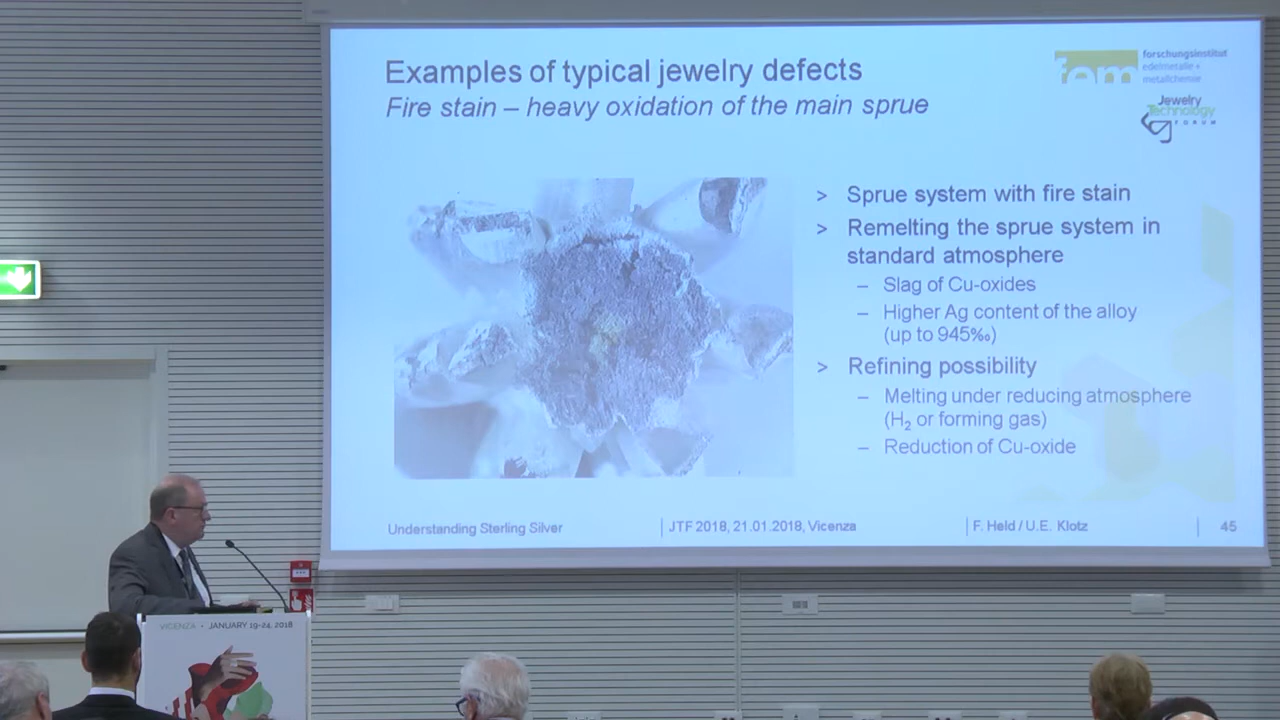 Examples of typical jewelry defects
Fire stain – heavy oxidation of the main sprue
fem
forschungsinstitut
edelmetalle +
metallchemie
Jewelry
Technology
FORUM
> Sprue system with fire stain
> Remelting the sprue system in
standard atmosphere
– Slag of Cu-oxides
– Higher Ag content of the alloy
(up to 945‰)
> Refining possibility
– Melting under reducing atmosphere
(H₂ or forming gas)
– Reduction of Cu-oxide
Understanding Sterling Silver
JTF 2018, 21.01.2018, Vicenza
F. Held / U.E. Klotz
45
VICENZA • JANUARY 19-24, 2018